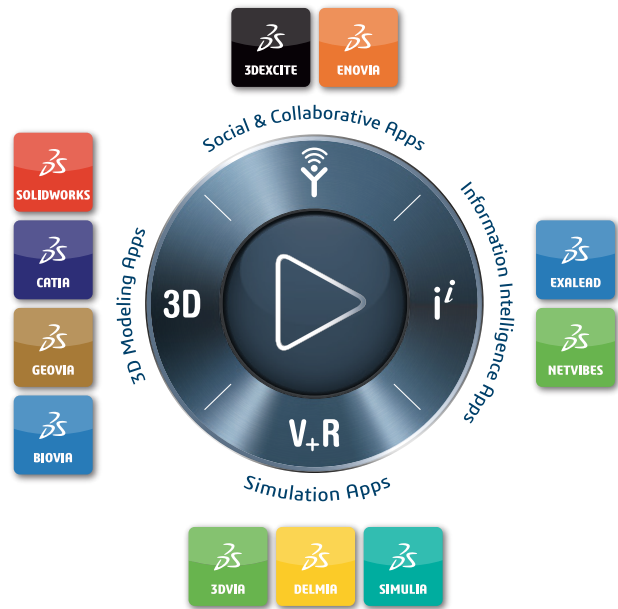 3DEXCITE
ENOVIA
Social & Collaborative Apps
SOLIDWORKS
CATIA
GEOVIA
BIOVIA
3D Modeling Apps
3D
i i
Information Intelligence Apps
EXALEAD
NETVIBES
V+R
Simulation Apps
3DVIA
DELMIA
SIMULIA